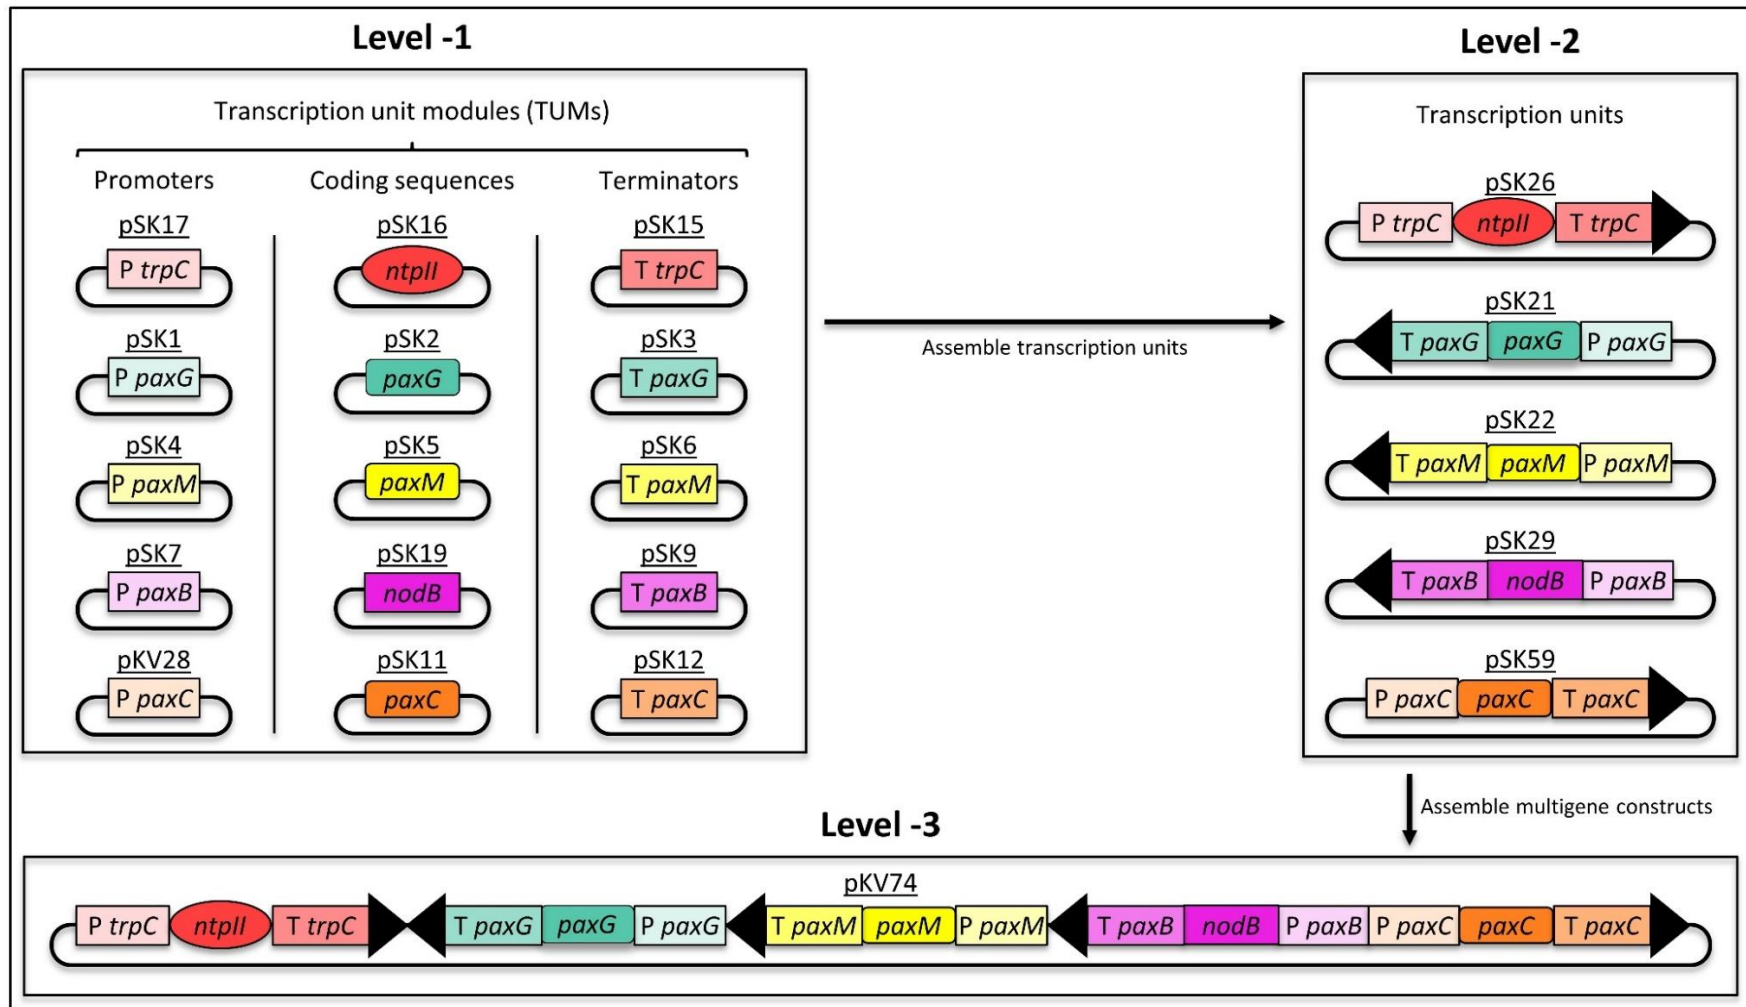 Level -1
Transcription unit modules (TUMs)
Promoters Coding sequences Terminators
pSK17 pSK16 pSK15
P trpC ntpII T trpC
pSK1 pSK2 pSK3
P paxG paxG T paxG
pSK4 pSK5 pSK6
P paxM paxM T paxM
pSK7 pSK19 pSK9
P paxB nodB T paxB
pKV28 pSK11 pSK12
P paxC paxC T paxC
Assemble transcription units
Level -2
Transcription units
pSK26
P trpC ntpII T trpC
pSK21
T paxG paxG P paxG
pSK22
T paxM paxM P paxM
pSK29
T paxB nodB P paxB
pSK59
P paxC paxC T paxC
Assemble multigene constructs
Level -3
pKV74
P trpC ntpII T trpC T paxG paxG P paxG T paxM paxM P paxM T paxB nodB P paxB P paxC paxC T paxC